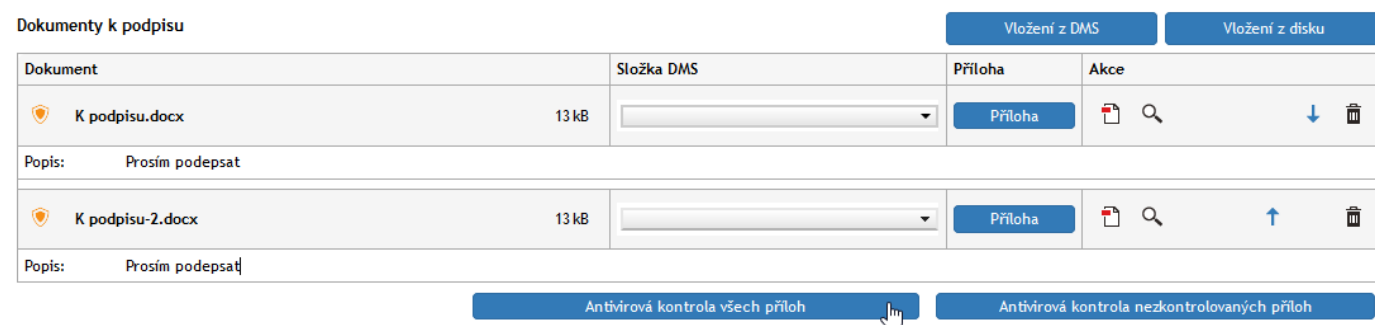 Dokumenty k podpisu Vložení z DMS Vložení z disku
Dokument Složka DMS Příloha Akce
K podpisu.docx 13 kB Příloha
Popis: Prosím podepsat
K podpisu-2.docx 13 kB Příloha
Popis: Prosím podepsat
Antivirová kontrola všech příloh Antivirová kontrola nezkontrolovaných příloh